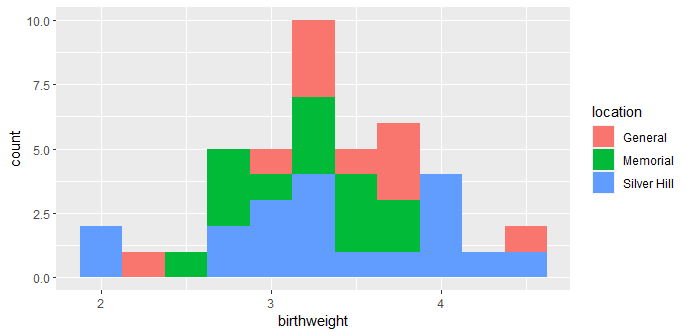 10.0
7.5
5.0
2.5
0.0
count
2 3 4
birthweight
location
General
Memorial
Silver Hill